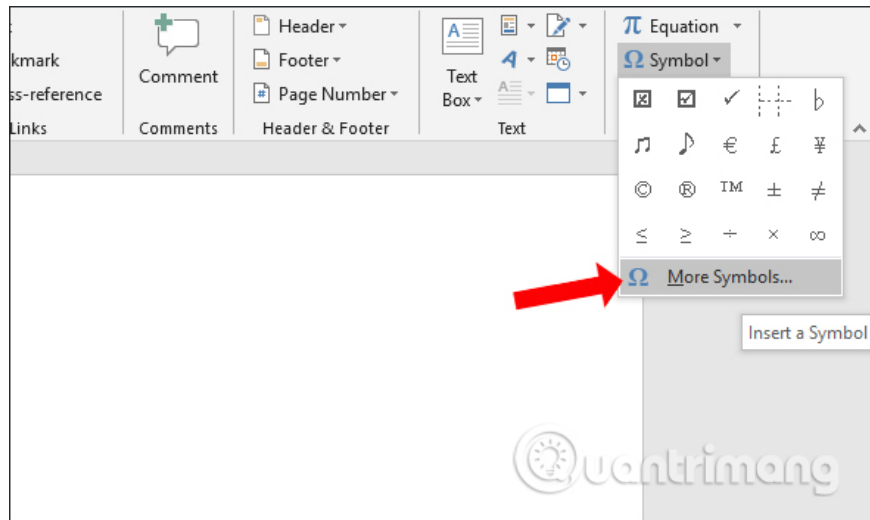 kmark
ss-reference
Links
Comment
Comments
Header
Footer
Page Number
Header & Footer
Text
Box
Text
π Equation
Ω Symbol
♫ ♪ € £ ¥
© ® ™ ± ≠
≤ ≥ ÷ × ∞
Ω More Symbols...
Insert a Symbol
Quantrimang